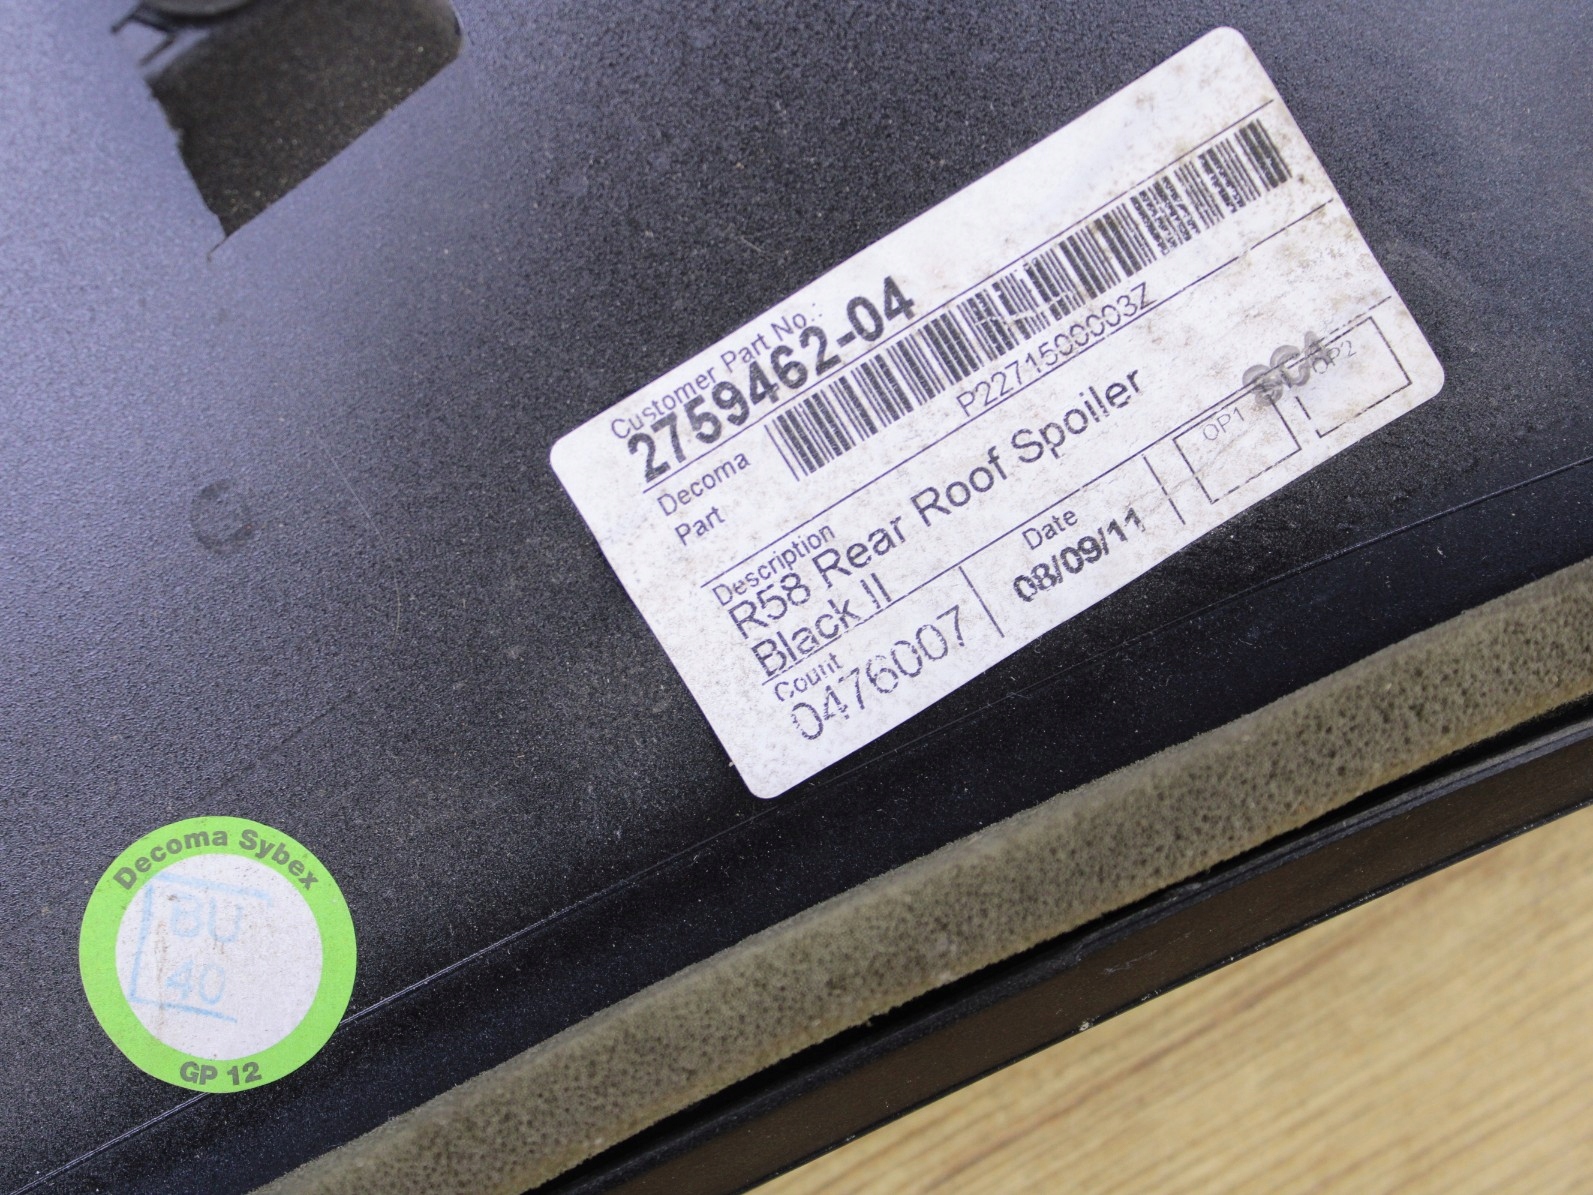 Customer Part No.:
2759462-04
Decoma
Part
P22715000003Z
Description
R58 Rear Roof Spoiler
Black II
Count
0476007
Date
08/09/11
OP1
OP2
Decoma Sybex
BU
40
GP 12